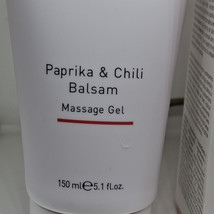 Paprika & Chili
Balsam
Massage Gel
150 ml℮5.1 fl.oz.